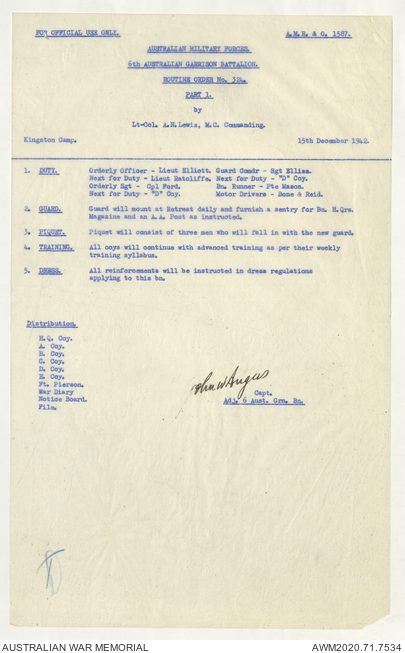 FOR OFFICIAL USE ONLY. A.M.R. & O. 1587.
AUSTRALIAN MILITARY FORCES.
6th AUSTRALIAN GARRISON BATTALION.
ROUTINE ORDER No. 324.
PART 1.
by
Lt-Col. A.N.Lewis, M.C. Commanding.
Kingston Camp. 15th December 1942.
1. DUTY. Orderly Officer - Lieut Elliott. Guard Comdr - Sgt Elliss.
Next for Duty - Lieut Ratcliffe. Next for Duty - "D" Coy.
Orderly Sgt - Cpl Ford. Bn. Runner - Pte Mason.
Next for Duty - "D" Coy. Motor Drivers - Bone & Reid.
2. GUARD. Guard will mount at Retreat daily and furnish a sentry for Bn. H.Qrs.
Magazine and an A.A. Post as instructed.
3. PIQUET. Piquet will consist of three men who will fall in with the new guard.
4. TRAINING. All coys will continue with advanced training as per their weekly
training syllabus.
5. DRESS. All reinforcements will be instructed in dress regulations
applying to this bn.
Distribution
H.Q. Coy.
A. Coy.
B. Coy.
C. Coy.
D. Coy.
E. Coy.
Ft. Pierson.
War Diary
Notice Board.
File.
John W Angus
Capt.
Adj. 6 Aust. Grn. Bn.
AUSTRALIAN WAR MEMORIAL AWM2020.71.7534